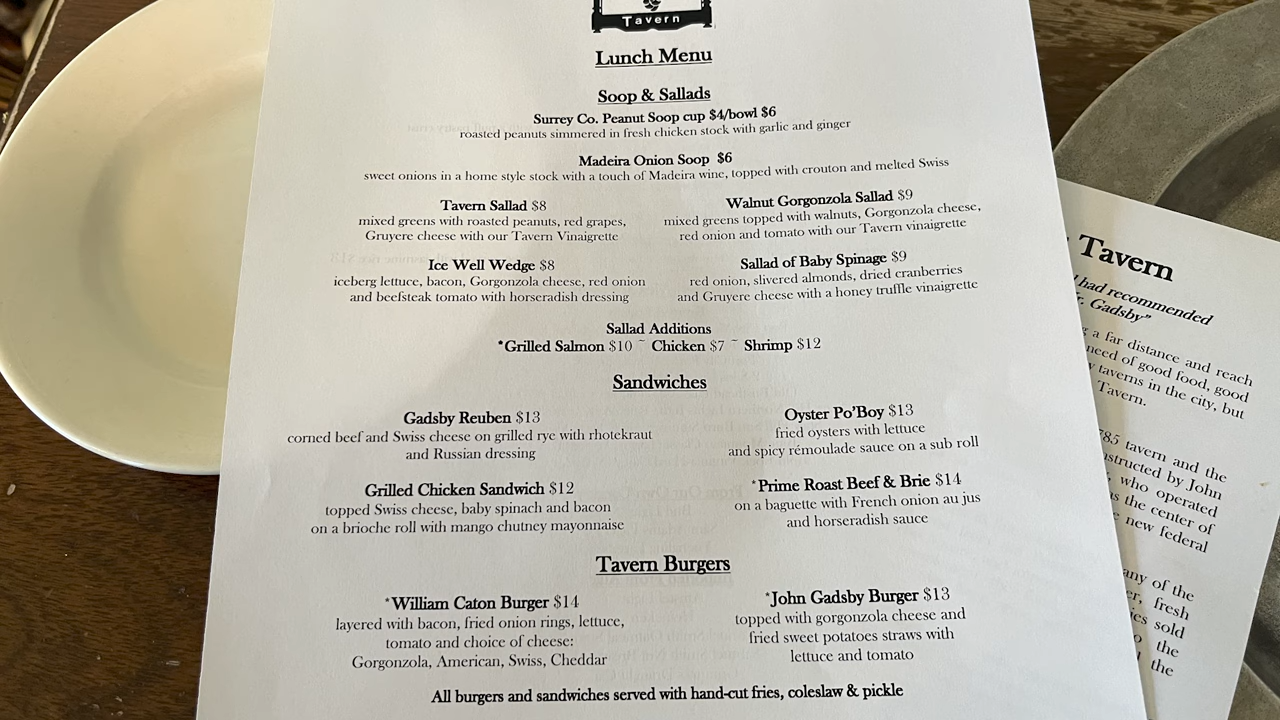 Tavern
Lunch Menu
Soop & Sallads
Surrey Co. Peanut Soop cup $4/bowl $6
roasted peanuts simmered in fresh chicken stock with garlic and ginger
Madeira Onion Soop $6
sweet onions in a home style stock with a touch of Madeira wine, topped with crouton and melted Swiss
Tavern Sallad $8
mixed greens with roasted peanuts, red grapes,
Gruyere cheese with our Tavern Vinaigrette
Walnut Gorgonzola Sallad $9
mixed greens topped with walnuts, Gorgonzola cheese,
red onion and tomato with our Tavern vinaigrette
Ice Well Wedge $8
iceberg lettuce, bacon, Gorgonzola cheese, red onion
and beefsteak tomato with horseradish dressing
Sallad of Baby Spinage $9
red onion, slivered almonds, dried cranberries
and Gruyere cheese with a honey truffle vinaigrette
Sallad Additions
*Grilled Salmon $10 ~ Chicken $7 ~ Shrimp $12
Sandwiches
Gadsby Reuben $13
corned beef and Swiss cheese on grilled rye with rhotekraut
and Russian dressing
Oyster Po'Boy $13
fried oysters with lettuce
and spicy rémoulade sauce on a sub roll
Grilled Chicken Sandwich $12
topped Swiss cheese, baby spinach and bacon
on a brioche roll with mango chutney mayonnaise
*Prime Roast Beef & Brie $14
on a baguette with French onion au jus
and horseradish sauce
Tavern Burgers
*William Caton Burger $14
layered with bacon, fried onion rings, lettuce,
tomato and choice of cheese:
Gorgonzola, American, Swiss, Cheddar
*John Gadsby Burger $13
topped with gorgonzola cheese and
fried sweet potatoes straws with
lettuce and tomato
All burgers and sandwiches served with hand-cut fries, coleslaw & pickle
Tavern
had recommended
Gadsby"
a far distance and reach
need of good food, good
taverns in the city, but
Tavern.
tavern and the
by John
who operated
the center of
new federal
any of the
fresh
sold
the
the